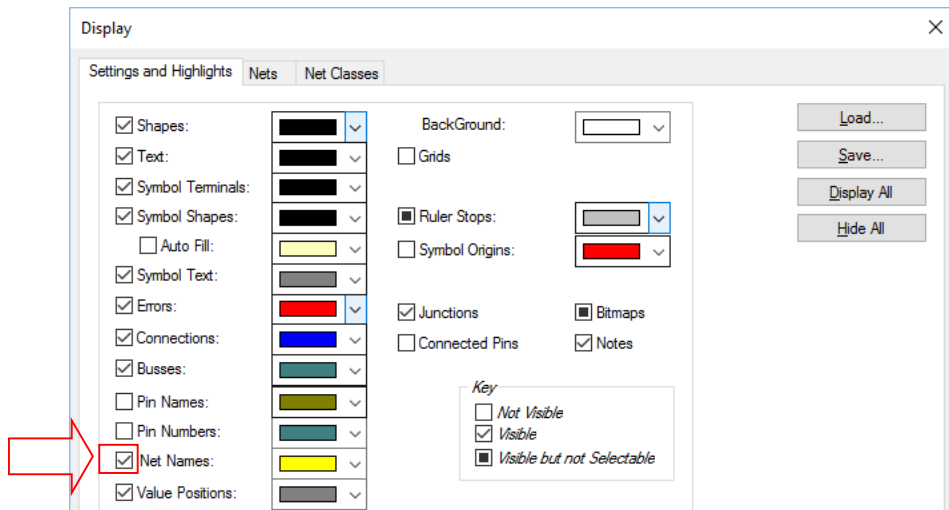 Display
Settings and Highlights Nets Net Classes
Shapes:
Text:
Symbol Terminals:
Symbol Shapes:
Auto Fill:
Symbol Text:
Errors:
Connections:
Busses:
Pin Names:
Pin Numbers:
Net Names:
Value Positions:
BackGround:
Grids
Ruler Stops:
Symbol Origins:
Junctions
Bitmaps
Connected Pins
Notes
Key
Not Visible
Visible
Visible but not Selectable
Load...
Save...
Display All
Hide All